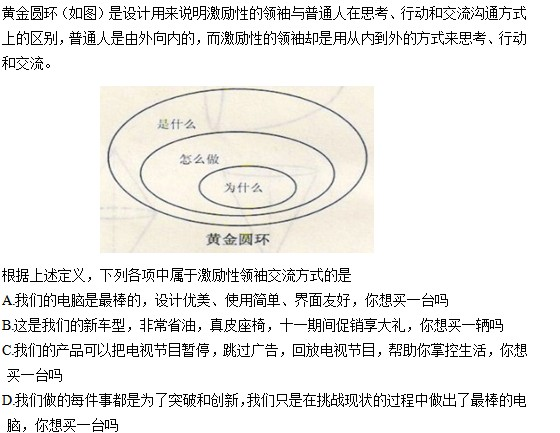 黄金圆环（如图）是设计用来说明激励性的领袖与普通人在思考、行动和交流沟通方式
上的区别，普通人是由外向内的，而激励性的领袖却是用从内到外的方式来思考、行动
和交流。
是什么
怎么做
为什么
黄金圆环
根据上述定义，下列各项中属于激励性领袖交流方式的是
A.我们的电脑是最棒的，设计优美、使用简单、界面友好，你想买一台吗
B.这是我们的新车型，非常省油，真皮座椅，十一期间促销享大礼，你想买一辆吗
C.我们的产品可以把电视节目暂停，跳过广告，回放电视节目，帮助你掌控生活，你想
买一台吗
D.我们做的每件事都是为了突破和创新，我们只是在挑战现状的过程中做出了最棒的电
脑，你想买一台吗